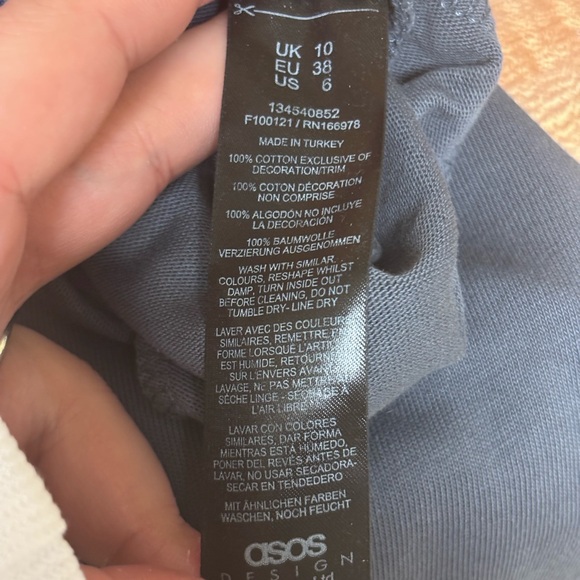 UK 10
EU 38
US 6
134540852
F100121 / RN166978
MADE IN TURKEY
100% COTTON EXCLUSIVE OF
DECORATION/TRIM
100% COTON DÉCORATION
NON COMPRISE
100% ALGODÓN NO INCLUYE
LA DECORACIÓN
100% BAUMWOLLE
VERZIERUNG AUSGENOMMEN
WASH WITH SIMILAR
COLOURS, RESHAPE WHILST
DAMP, TURN INSIDE OUT
BEFORE CLEANING, DO NOT
TUMBLE DRY- LINE DRY
LAVER AVEC DES COULEURS
SIMILAIRES, REMETTRE EN
FORME LORSQUE L'ARTICLE
EST HUMIDE, RETOURNER
SUR L'ENVERS AVANT
LAVAGE, NE PAS METTRE
SÈCHE LINGE - SÉCHAGE À
L'AIR LIBRE
LAVAR CON COLORES
SIMILARES, DAR FORMA
MIENTRAS ESTÁ HÚMEDO,
PONER DEL REVÉS ANTES DE
LAVAR, NO USAR SECADORA-
SECAR EN TENDEDERO
MIT ÄHNLICHEN FARBEN
WASCHEN, NOCH FEUCHT
asos
DESIGN